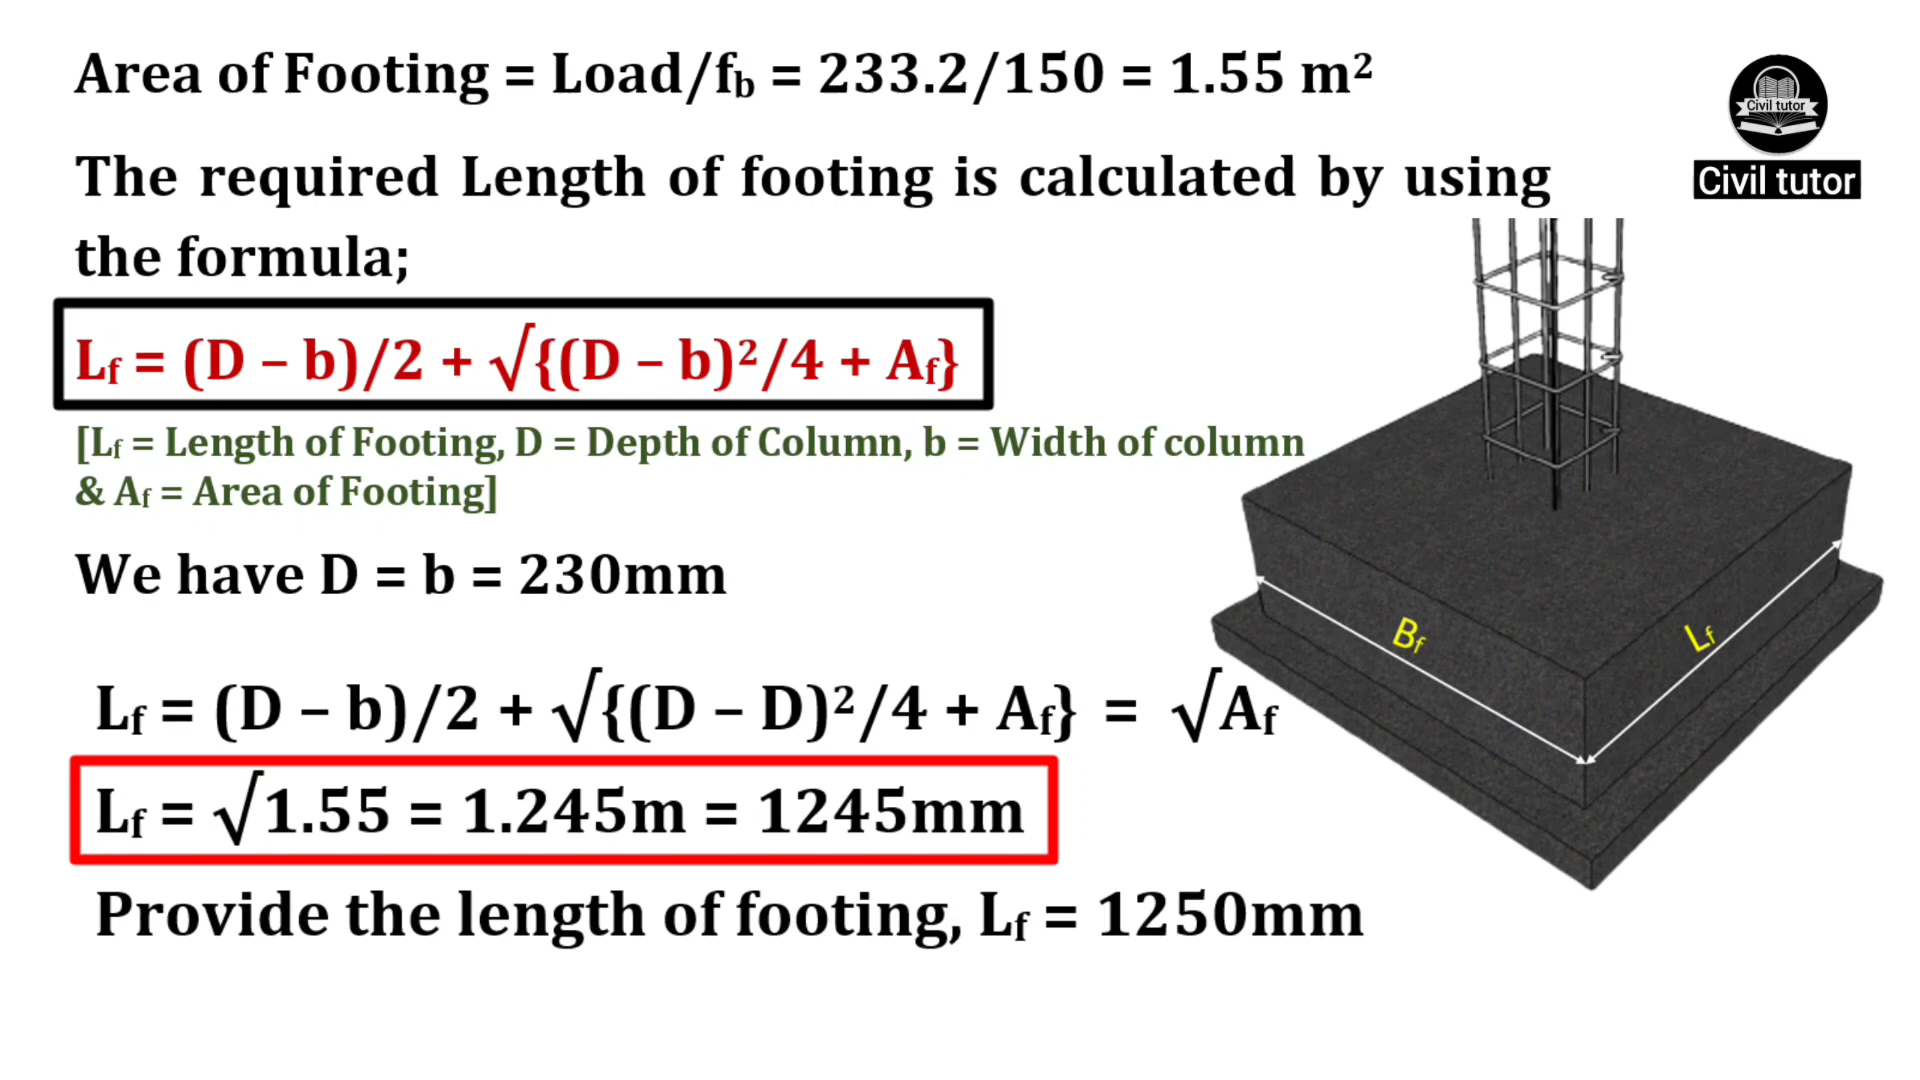 Area of Footing = Load/fb = 233.2/150 = 1.55 m²
Civil tutor
Civil tutor
The required Length of footing is calculated by using
the formula;
Lf = (D – b)/2 + √{(D – b)²/4 + Af}
[Lf = Length of Footing, D = Depth of Column, b = Width of column
& Af = Area of Footing]
We have D = b = 230mm
Bf
Lf
Lf = (D – b)/2 + √{(D – D)²/4 + Af} = √Af
Lf = √1.55 = 1.245m = 1245mm
Provide the length of footing, Lf = 1250mm